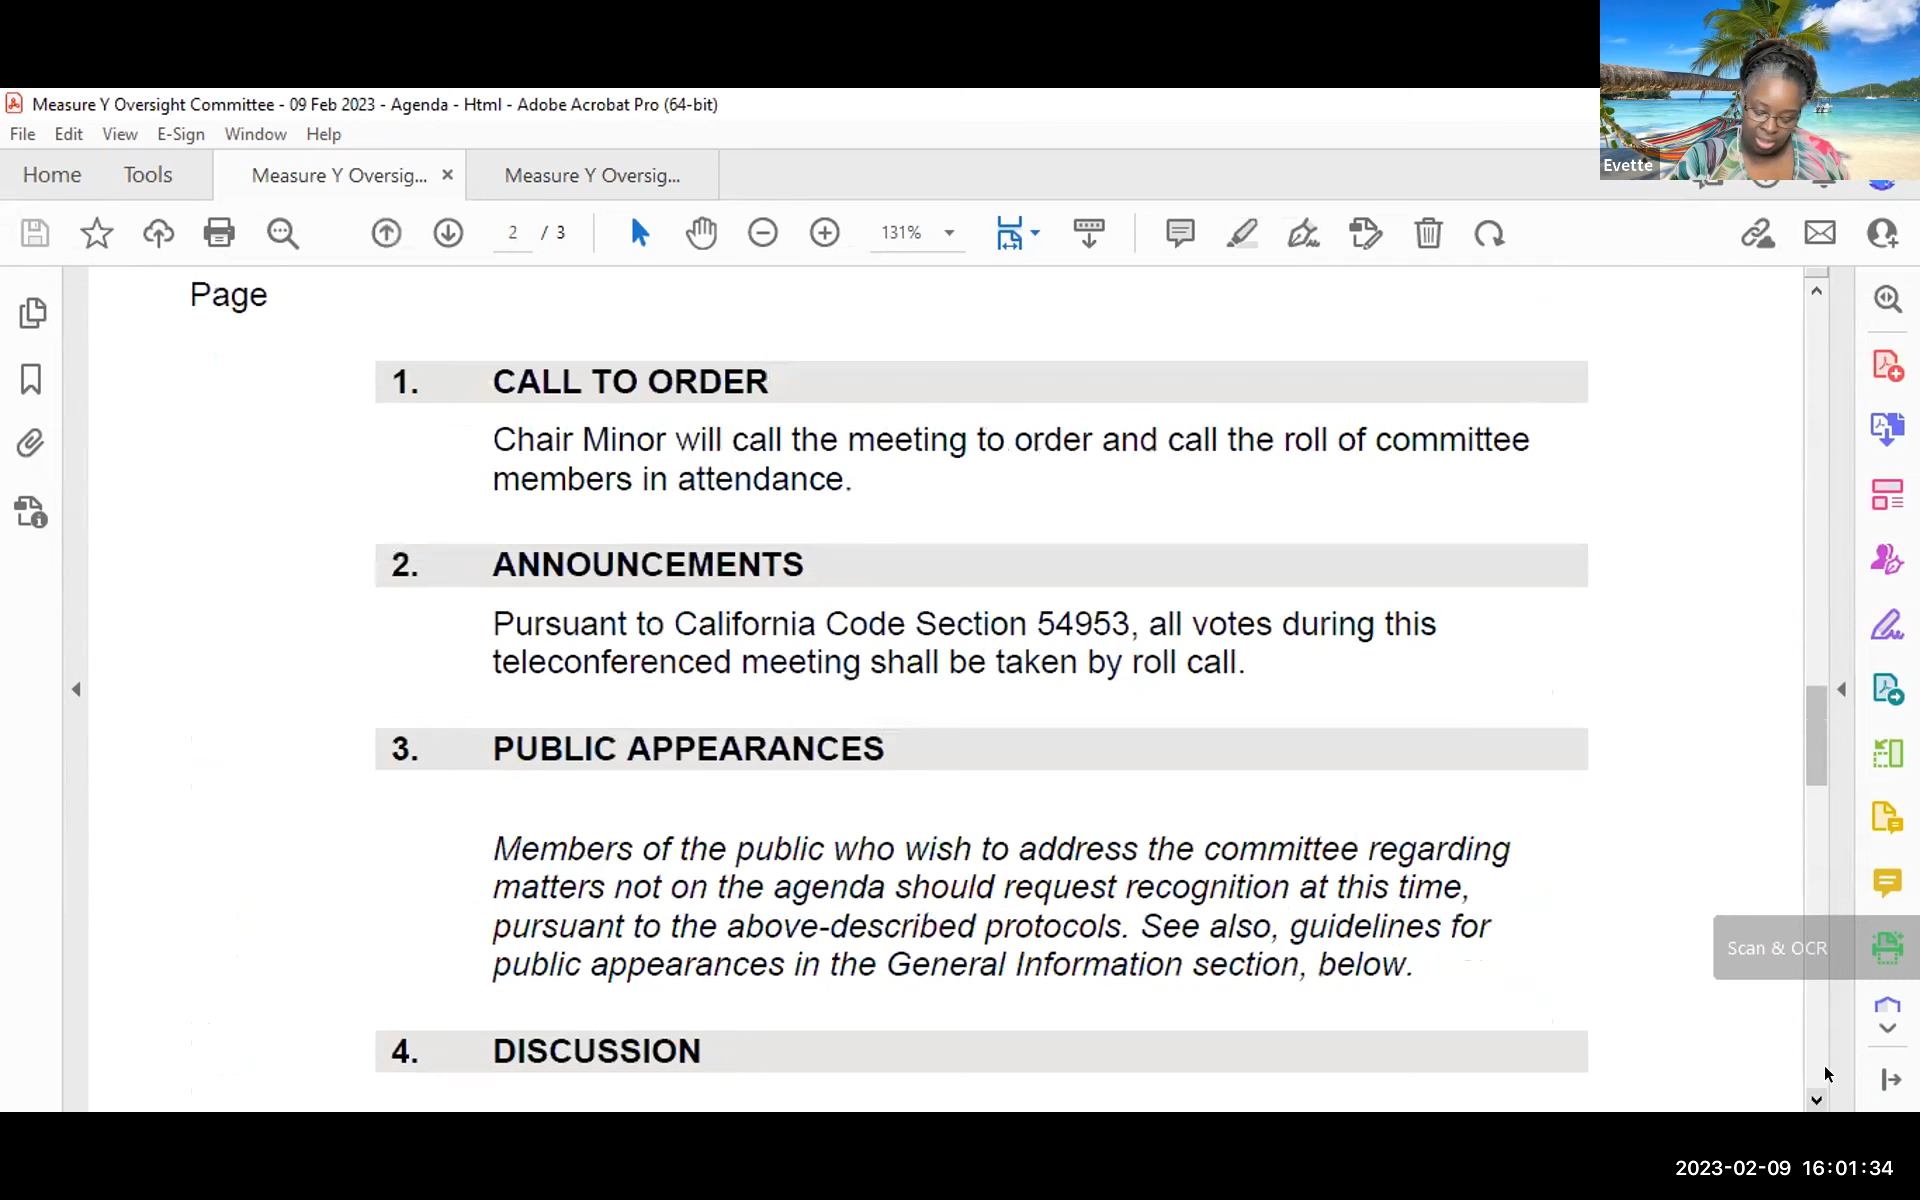 Measure Y Oversight Committee - 09 Feb 2023 - Agenda - Html - Adobe Acrobat Pro (64-bit)
File Edit View E-Sign Window Help
Evette
Home Tools Measure Y Oversig... × Measure Y Oversig...
2 / 3 131%
Page
1. CALL TO ORDER
Chair Minor will call the meeting to order and call the roll of committee
members in attendance.
2. ANNOUNCEMENTS
Pursuant to California Code Section 54953, all votes during this
teleconferenced meeting shall be taken by roll call.
3. PUBLIC APPEARANCES
Members of the public who wish to address the committee regarding
matters not on the agenda should request recognition at this time,
pursuant to the above-described protocols. See also, guidelines for
public appearances in the General Information section, below.
Scan & OCR
4. DISCUSSION
2023-02-09 16:01:34